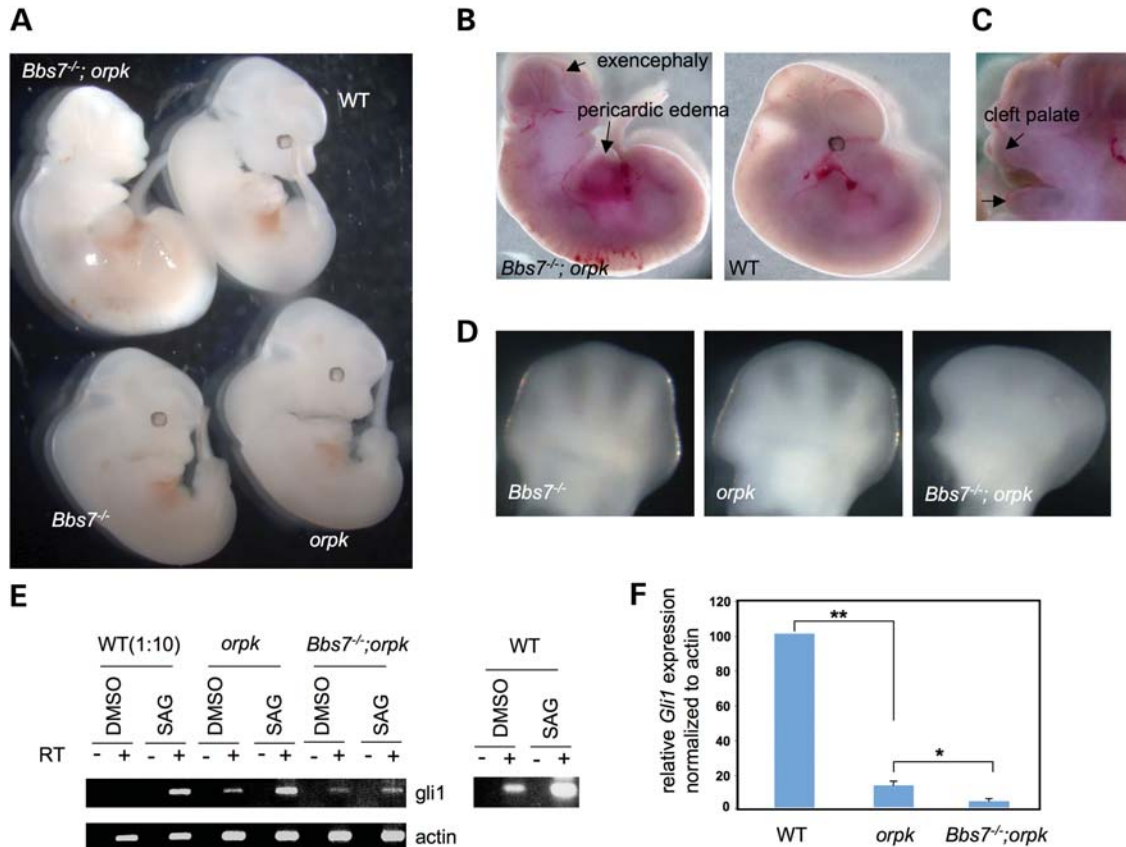 A
Bbs7-/-; orpk
WT
Bbs7-/-
orpk
B
exencephaly
pericardic edema
Bbs7-/-; orpk
WT
C
cleft palate
D
Bbs7-/-
orpk
Bbs7-/-; orpk
E
WT(1:10) orpk Bbs7-/-;orpk WT
DMSO SAG DMSO SAG DMSO SAG DMSO SAG
RT - + - + - + - + - + - + - + - +
gli1
actin
F
relative Gli1 expression
normalized to actin
120
100
80
60
40
20
0
**
*
WT orpk Bbs7-/-;orpk